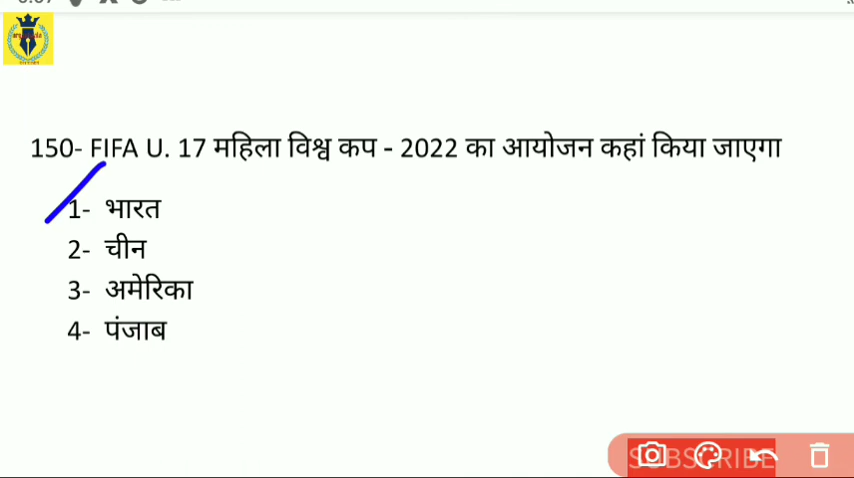 150- FIFA U. 17 महिला विश्व कप - 2022 का आयोजन कहां किया जाएगा
1- भारत
2- चीन
3- अमेरिका
4- पंजाब
SUBSCRIBE